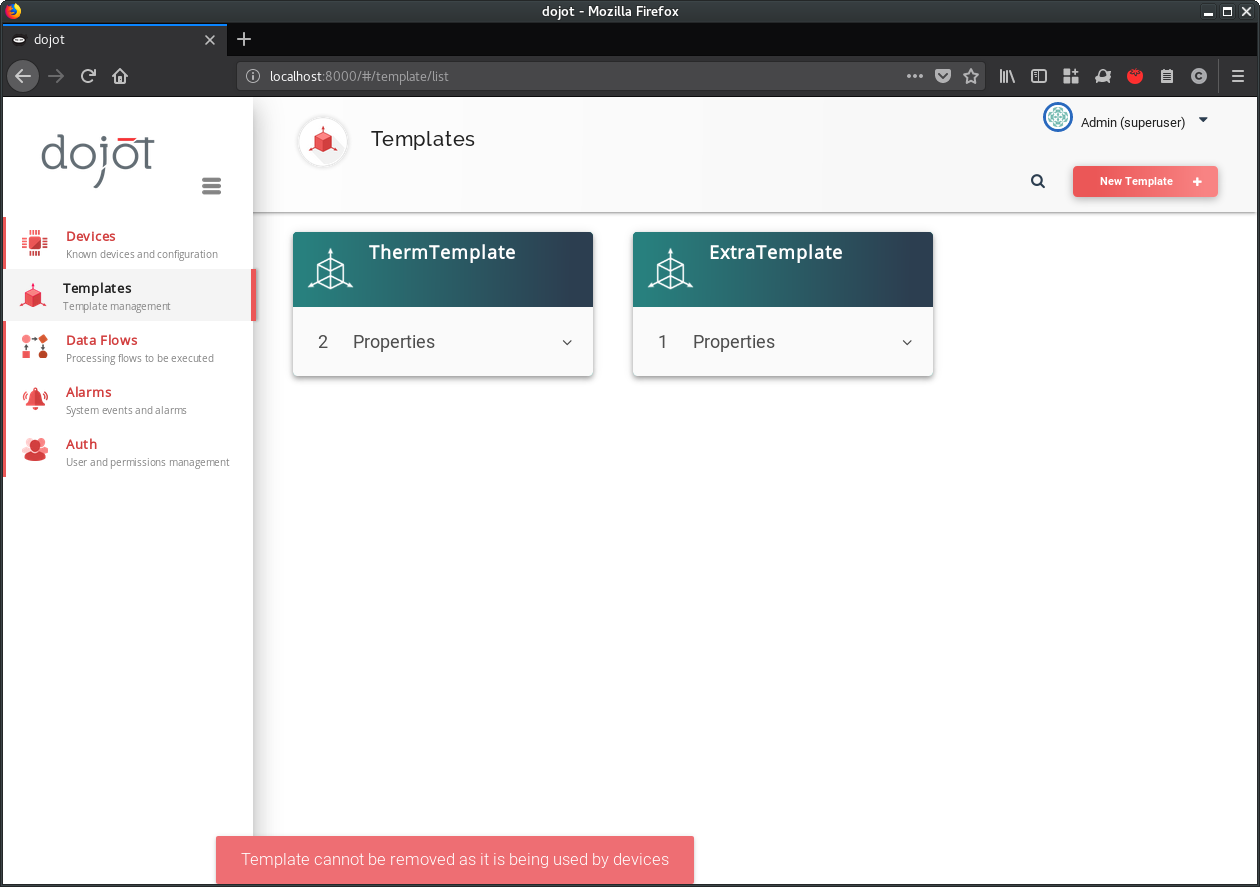 dojot - Mozilla Firefox
dojot
localhost:8000/#/template/list
dojot
Templates
Admin (superuser)
New Template
Devices
Known devices and configuration
Templates
Template management
Data Flows
Processing flows to be executed
Alarms
System events and alarms
Auth
User and permissions management
ThermTemplate
2 Properties
ExtraTemplate
1 Properties
Template cannot be removed as it is being used by devices